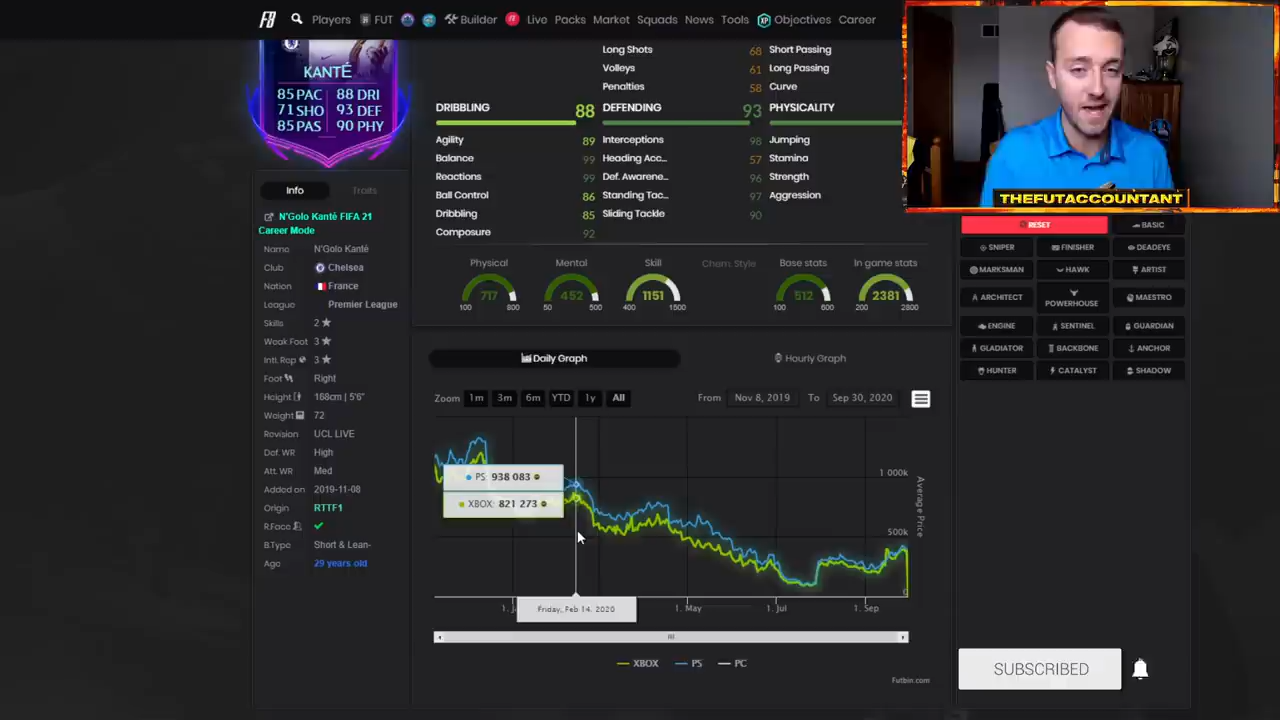 F8 Players FUT Builder Live Packs Market Squads News Tools XP Objectives Career
KANTÉ
85 PAC 88 DRI
71 SHO 93 DEF
85 PAS 90 PHY
Long Shots 68 Short Passing
Volleys 61 Long Passing
Penalties 58 Curve
DRIBBLING 88 DEFENDING 93 PHYSICALITY
Agility 89 Interceptions 98 Jumping
Balance 99 Heading Acc... 57 Stamina
Reactions 99 Def. Awarene... 96 Strength
Ball Control 86 Standing Tac... 97 Aggression
Dribbling 85 Sliding Tackle 90
Composure 92
THEFUTACCOUNTANT
Info Traits
N'Golo Kanté FIFA 21
Career Mode
Name N'Golo Kanté
Club Chelsea
Nation France
League Premier League
Skills 2
Weak Foot 3
Intl. Rep 3
Foot Right
Height 168cm | 5'6"
Weight 72
Revision UCL LIVE
Def. WR High
Att. WR Med
Added on 2019-11-08
Origin RTTF1
R.Face
B.Type Short & Lean-
Age 29 years old
Physical Mental Skill Chem. Style Base stats In game stats
717 452 1151 512 2381
100 800 50 500 400 1500 100 600 200 2800
RESET BASIC
SNIPER FINISHER DEADEYE
MARKSMAN HAWK ARTIST
ARCHITECT POWERHOUSE MAESTRO
ENGINE SENTINEL GUARDIAN
GLADIATOR BACKBONE ANCHOR
HUNTER CATALYST SHADOW
Daily Graph Hourly Graph
Zoom 1m 3m 6m YTD 1y All From Nov 8, 2019 To Sep 30, 2020
PS: 938 083
XBOX: 821 273
1 000k
500k
0
Average Price
Friday, Feb 14, 2020
1. May 1. Jul 1. Sep
XBOX PS PC
Futbin.com
SUBSCRIBED